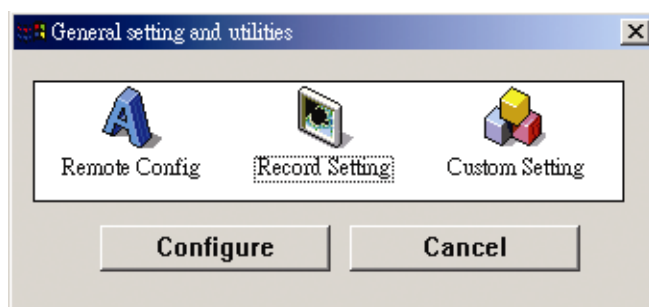 General setting and utilities
Remote Config Record Setting Custom Setting
Configure Cancel